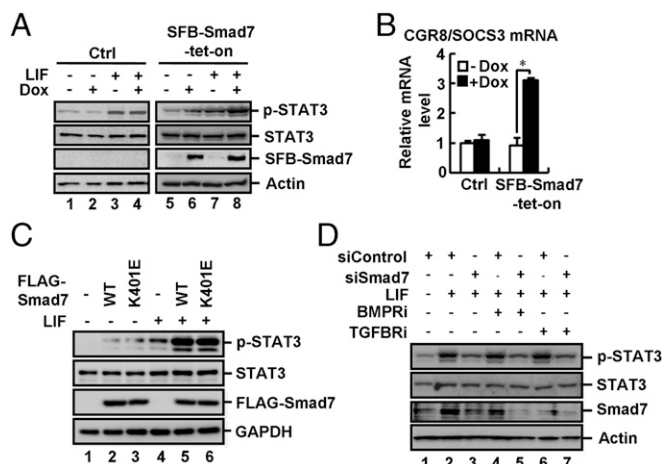 A
Ctrl
SFB-Smad7
-tet-on
LIF - - + + - - + +
Dox - + - + - + - +
p-STAT3
STAT3
SFB-Smad7
Actin
1 2 3 4 5 6 7 8
B
CGR8/SOCS3 mRNA
Relative mRNA
level
4
3
2
1
0
- Dox
+Dox
*
Ctrl SFB-Smad7
-tet-on
C
FLAG-
Smad7
- WT K401E - WT K401E
LIF - - - + + +
p-STAT3
STAT3
FLAG-Smad7
GAPDH
1 2 3 4 5 6
D
siControl + + - + - + -
siSmad7 - - + - + - +
LIF - + + + + + +
BMPRi - - - + + - -
TGFBRi - - - - - + +
p-STAT3
STAT3
Smad7
Actin
1 2 3 4 5 6 7